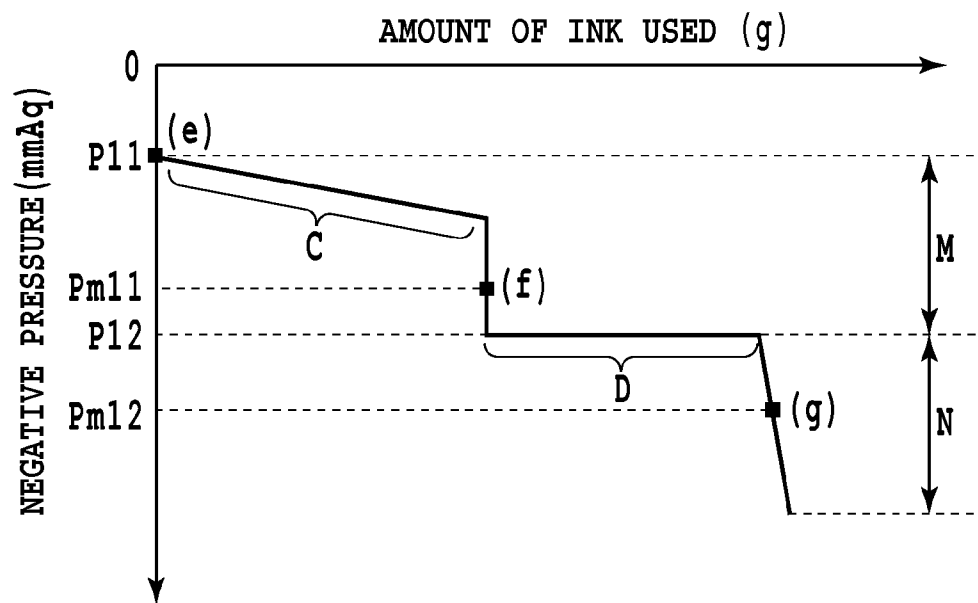 AMOUNT OF INK USED (g)
0
NEGATIVE PRESSURE(mmAq)
(e)
P11
C
M
Pm11
(f)
P12
D
Pm12
(g)
N